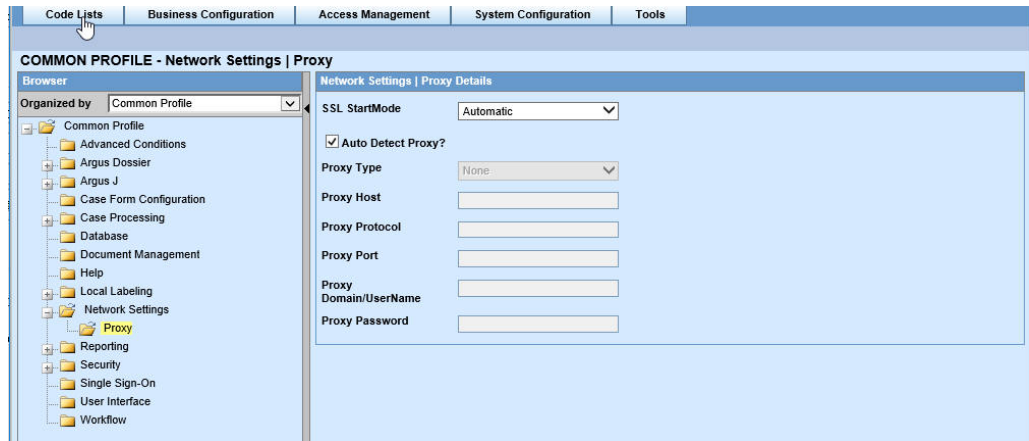 Code Lists Business Configuration Access Management System Configuration Tools
COMMON PROFILE - Network Settings | Proxy
Browser
Organized by Common Profile
Common Profile
Advanced Conditions
Argus Dossier
Argus J
Case Form Configuration
Case Processing
Database
Document Management
Help
Local Labeling
Network Settings
Proxy
Reporting
Security
Single Sign-On
User Interface
Workflow
Network Settings | Proxy Details
SSL StartMode Automatic
Auto Detect Proxy?
Proxy Type None
Proxy Host
Proxy Protocol
Proxy Port
Proxy
Domain/UserName
Proxy Password